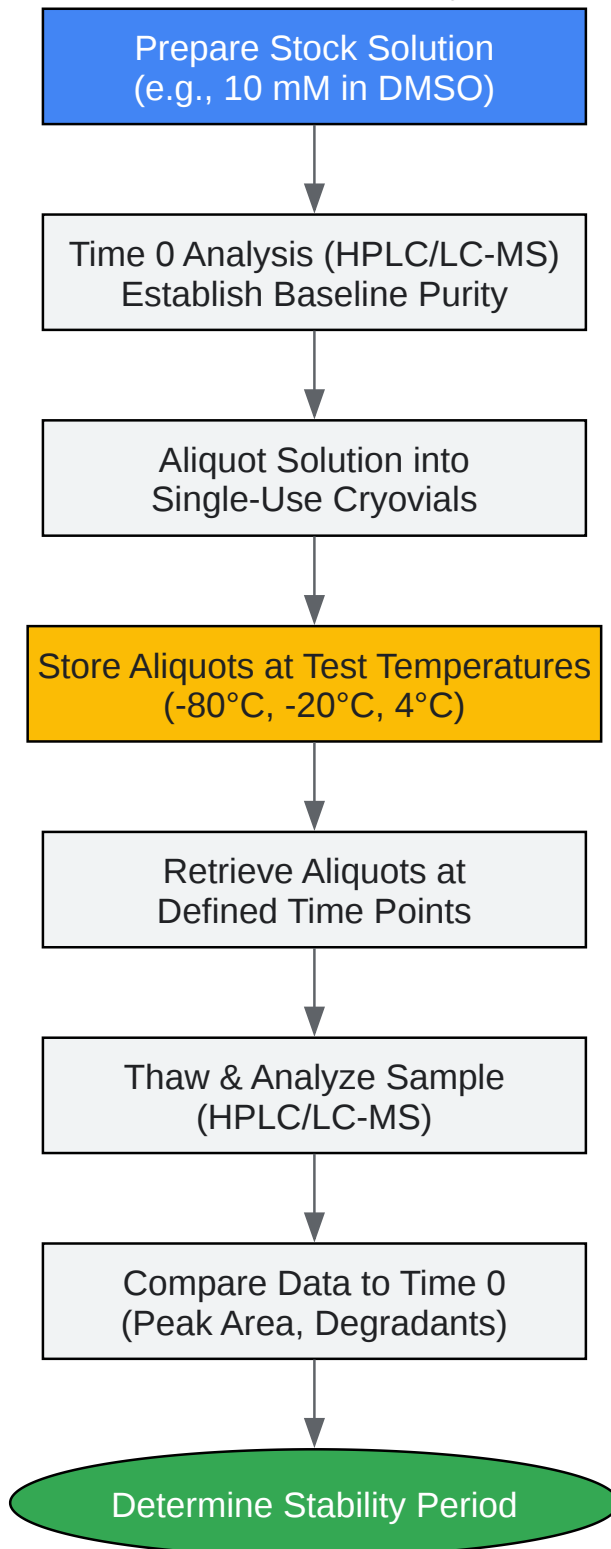 Prepare Stock Solution
(e.g., 10 mM in DMSO)
Time 0 Analysis (HPLC/LC-MS)
Establish Baseline Purity
Aliquot Solution into
Single-Use Cryovials
Store Aliquots at Test Temperatures
(-80°C, -20°C, 4°C)
Retrieve Aliquots at
Defined Time Points
Thaw & Analyze Sample
(HPLC/LC-MS)
Compare Data to Time 0
(Peak Area, Degradants)
Determine Stability Period